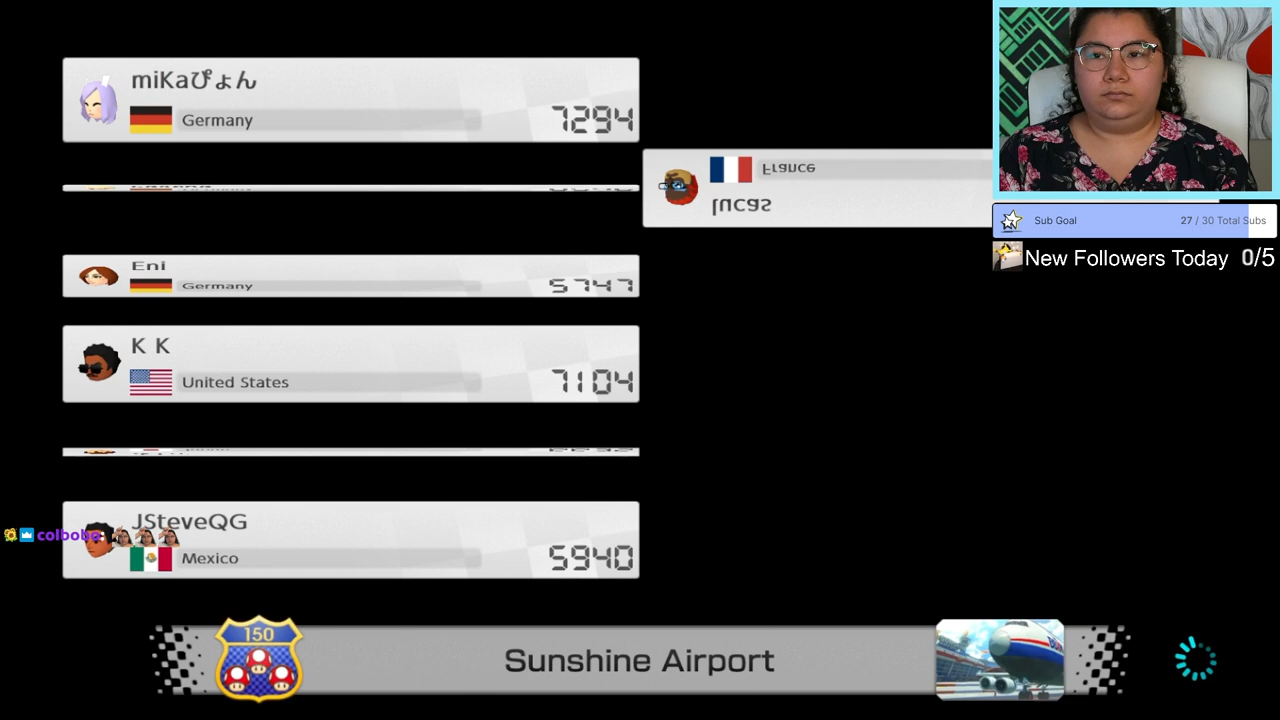 miKaぴょん
Germany 7294
France
lucas
Eni
Germany 5747
K K
United States 7104
JSteveQG
colbobo
Mexico 5940
150
Sunshine Airport
Sub Goal 27 / 30 Total Subs
New Followers Today 0/5